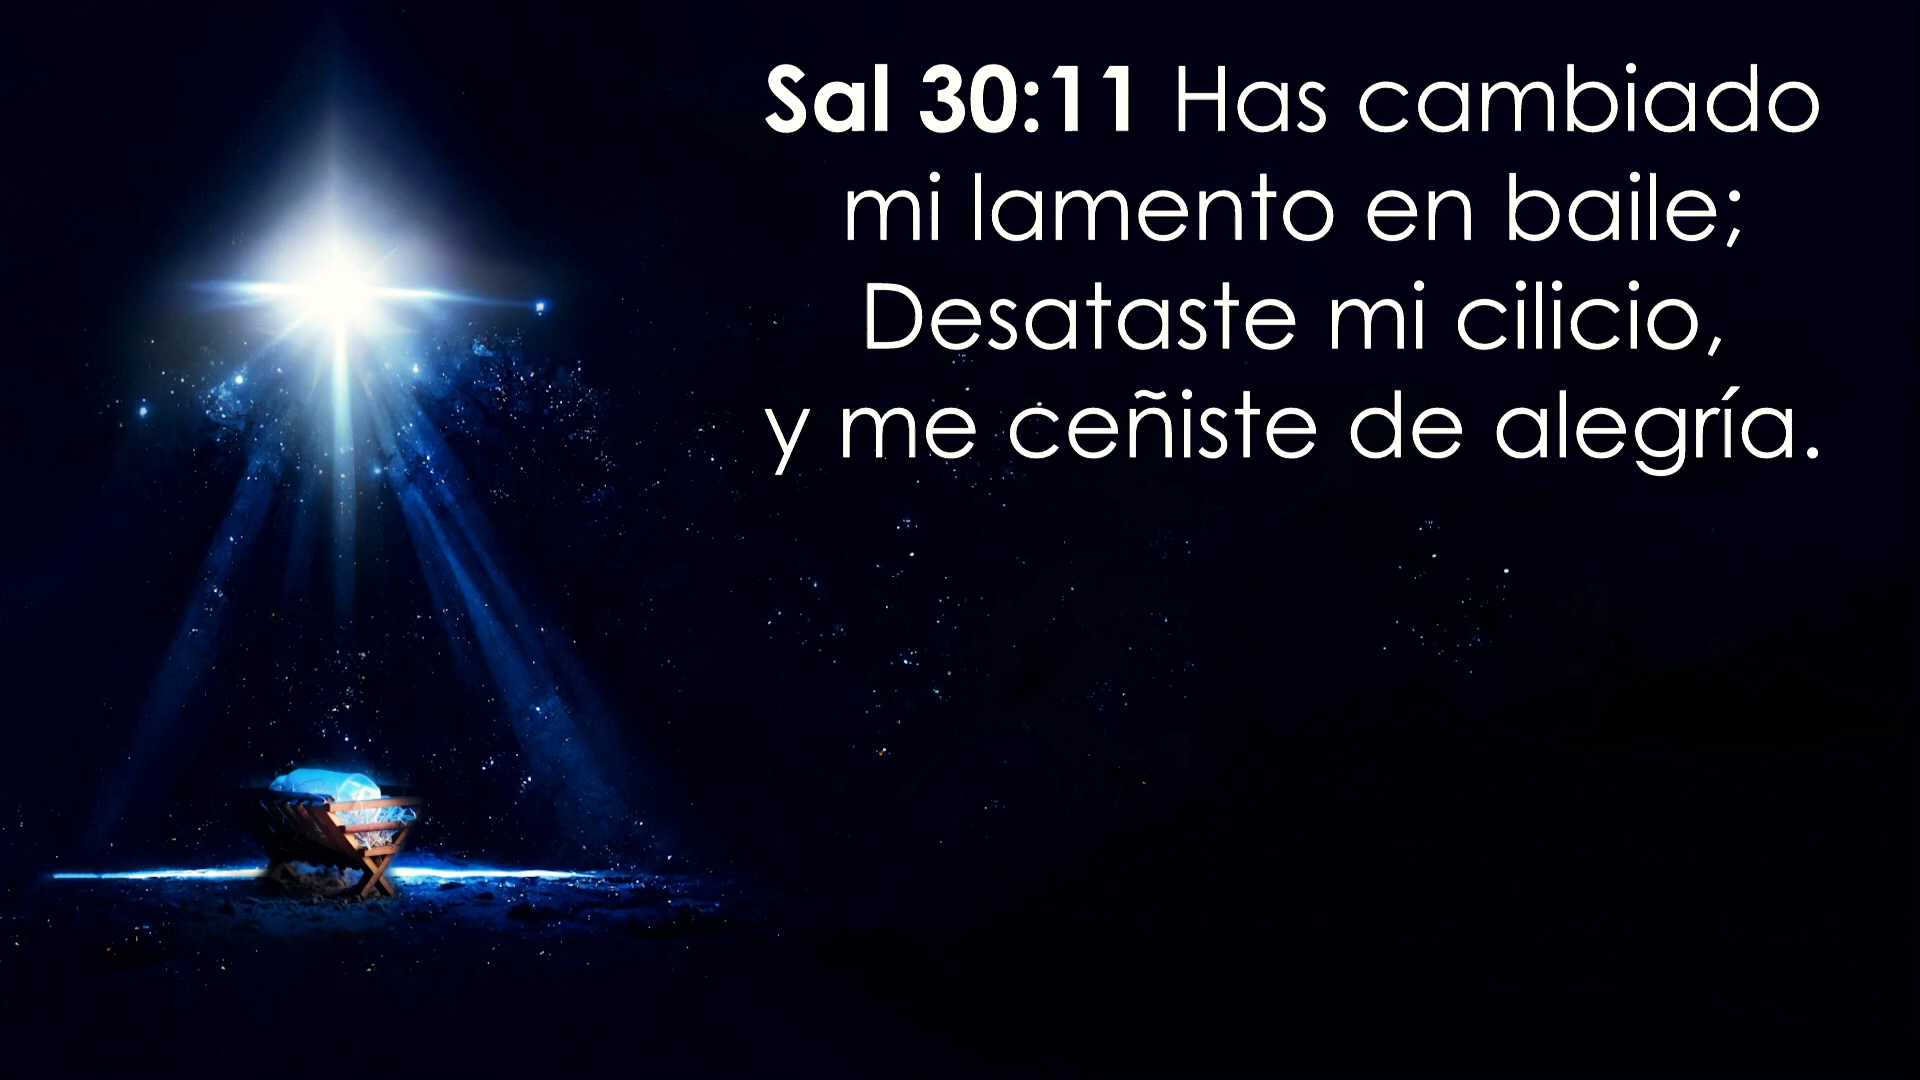 Sal 30:11 Has cambiado
mi lamento en baile;
Desataste mi cilicio,
y me ceñiste de alegría.